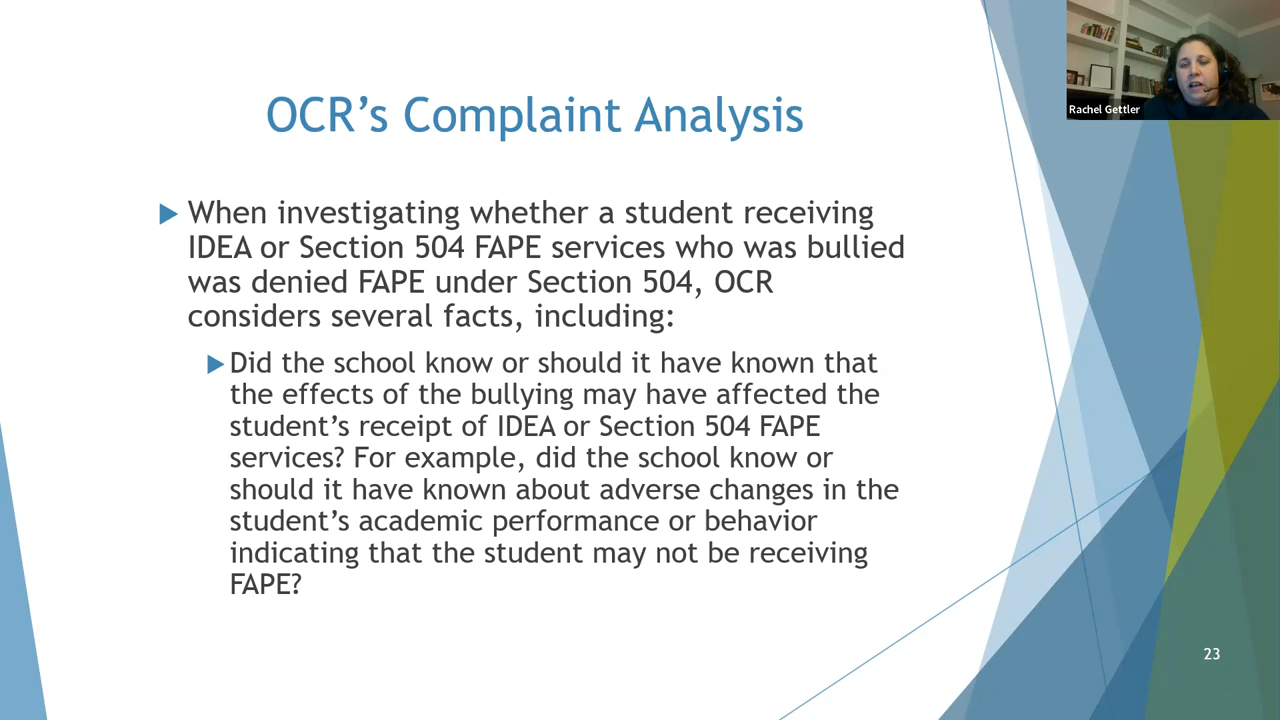 Rachel Gettler
OCR’s Complaint Analysis
When investigating whether a student receiving
IDEA or Section 504 FAPE services who was bullied
was denied FAPE under Section 504, OCR
considers several facts, including:
Did the school know or should it have known that
the effects of the bullying may have affected the
student’s receipt of IDEA or Section 504 FAPE
services? For example, did the school know or
should it have known about adverse changes in the
student’s academic performance or behavior
indicating that the student may not be receiving
FAPE?
23